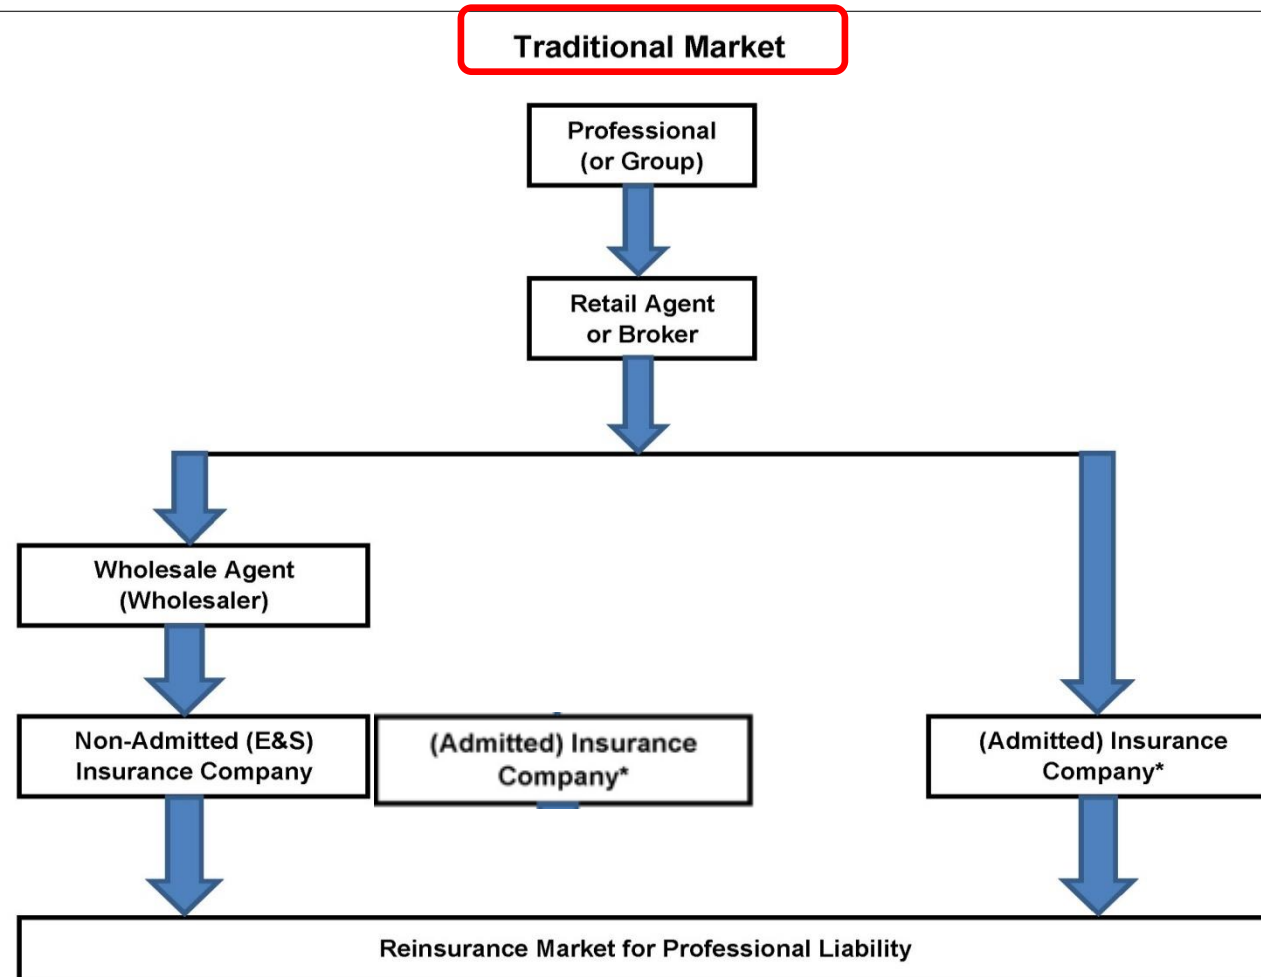 Traditional Market
Professional
(or Group)
Retail Agent
or Broker
Wholesale Agent
(Wholesaler)
Non-Admitted (E&S)
Insurance Company
(Admitted) Insurance
Company*
(Admitted) Insurance
Company*
Reinsurance Market for Professional Liability